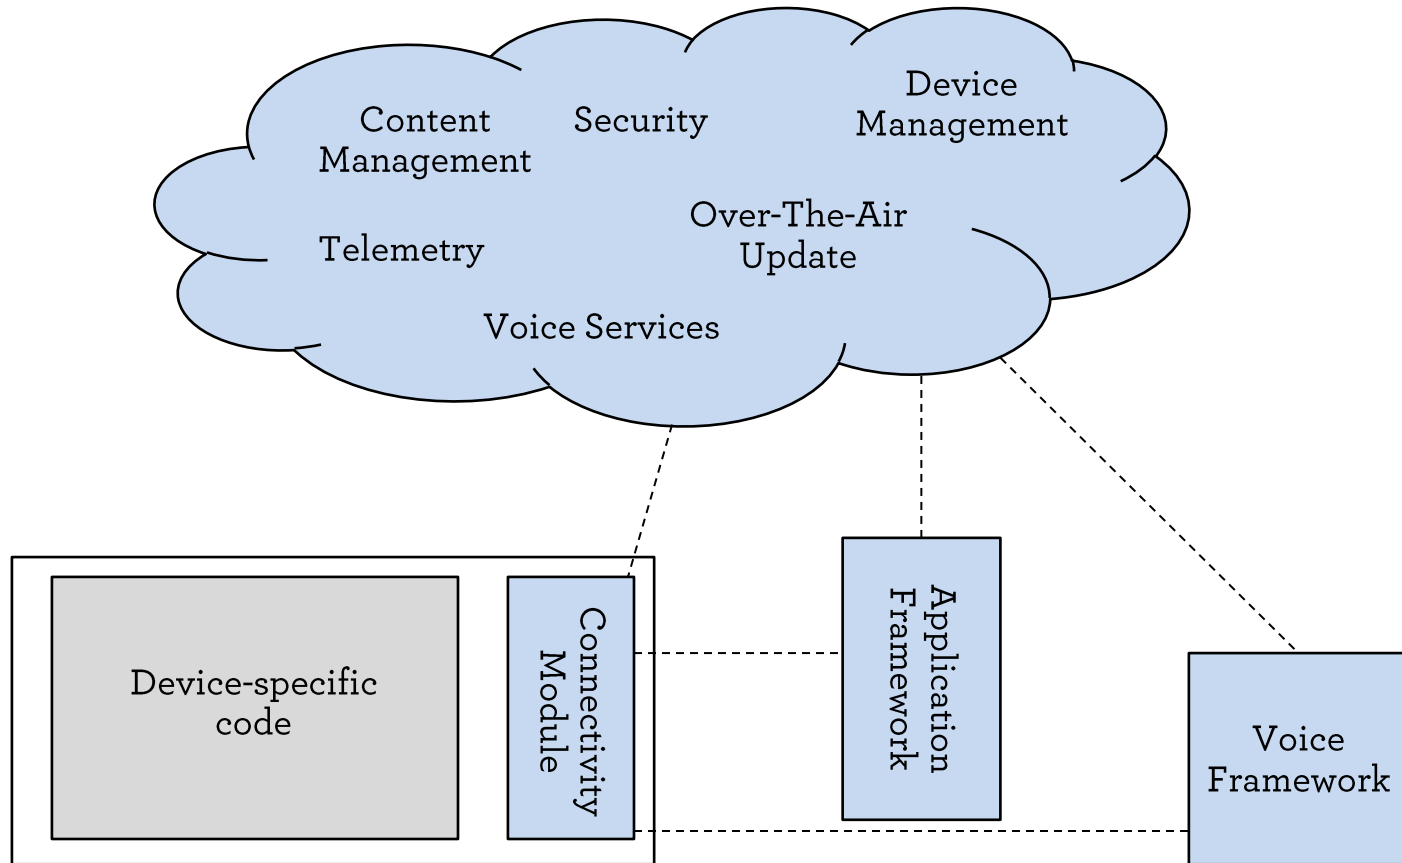 Device
Content
Security
Management
Management
Over-The-Air
Telemetry
Update
Voice Services
Device-specific
code
Connectivity
Module
Application
Framework
Voice
Framework